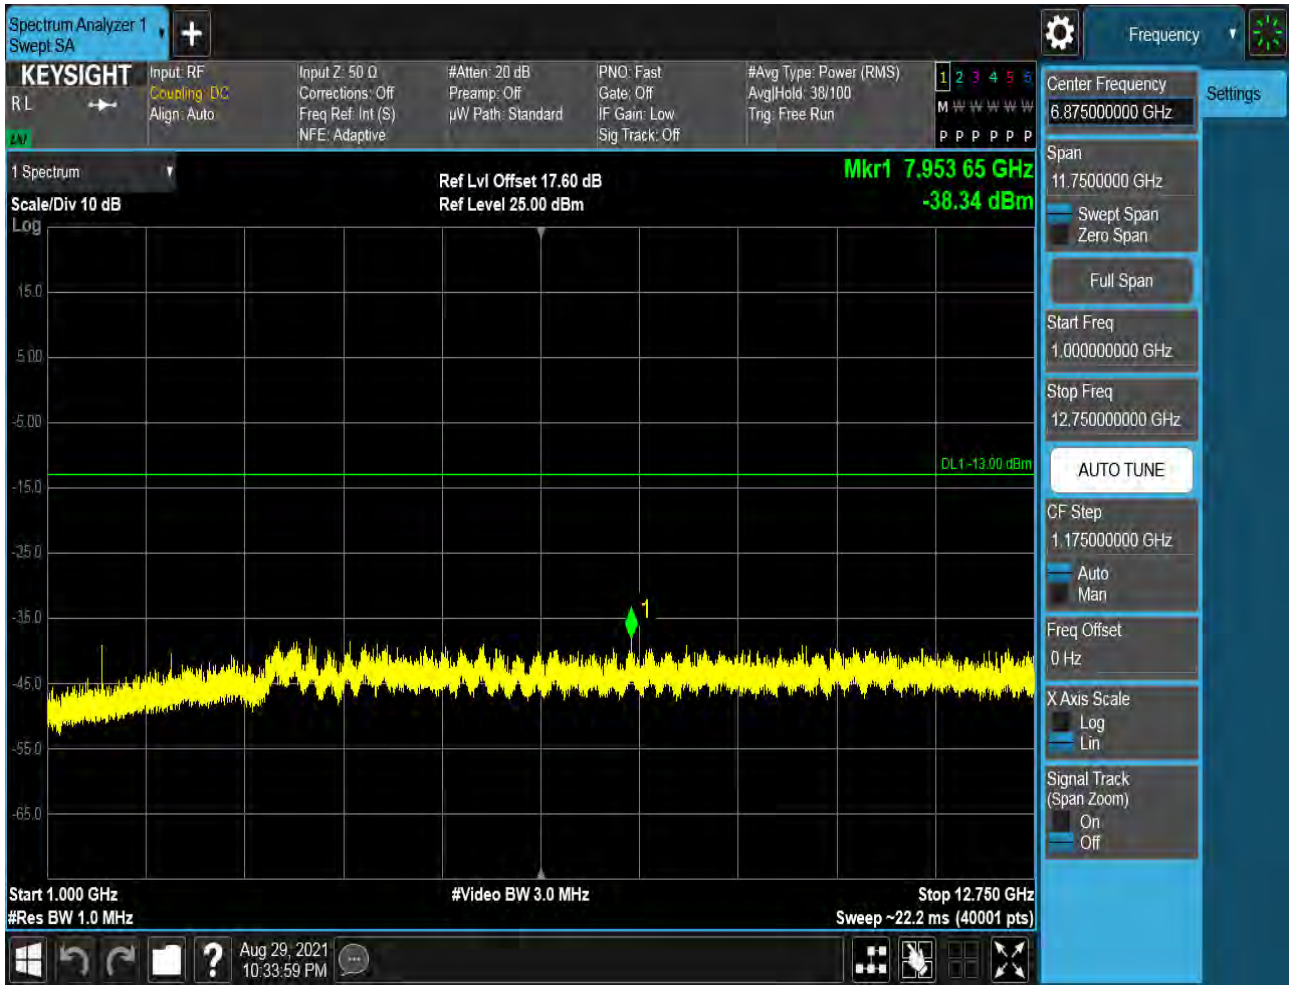 Spectrum Analyzer 1
Swept SA
Frequency
KEYSIGHT
R L
Input: RF
Coupling: DC
Align: Auto
Input Z: 50 Ω
Corrections: Off
Freq Ref: Int (S)
NFE: Adaptive
#Atten: 20 dB
Preamp: Off
µW Path: Standard
PNO: Fast
Gate: Off
IF Gain: Low
Sig Track: Off
#Avg Type: Power (RMS)
Avg|Hold: 38/100
Trig: Free Run
1 2 3 4 5 6
M W W W W W
P P P P P P
1 Spectrum
Scale/Div 10 dB
Log
Ref Lvl Offset 17.60 dB
Ref Level 25.00 dBm
Mkr1 7.953 65 GHz
-38.34 dBm
15.0
5.00
-5.00
-15.0
-25.0
-35.0
-45.0
-55.0
-65.0
DL1 -13.00 dBm
1
Start 1.000 GHz
#Res BW 1.0 MHz
#Video BW 3.0 MHz
Stop 12.750 GHz
Sweep ~22.2 ms (40001 pts)
Center Frequency
6.875000000 GHz
Settings
Span
11.7500000 GHz
Swept Span
Zero Span
Full Span
Start Freq
1.000000000 GHz
Stop Freq
12.750000000 GHz
AUTO TUNE
CF Step
1.175000000 GHz
Auto
Man
Freq Offset
0 Hz
X Axis Scale
Log
Lin
Signal Track
(Span Zoom)
On
Off
?
Aug 29, 2021
10:33:59 PM